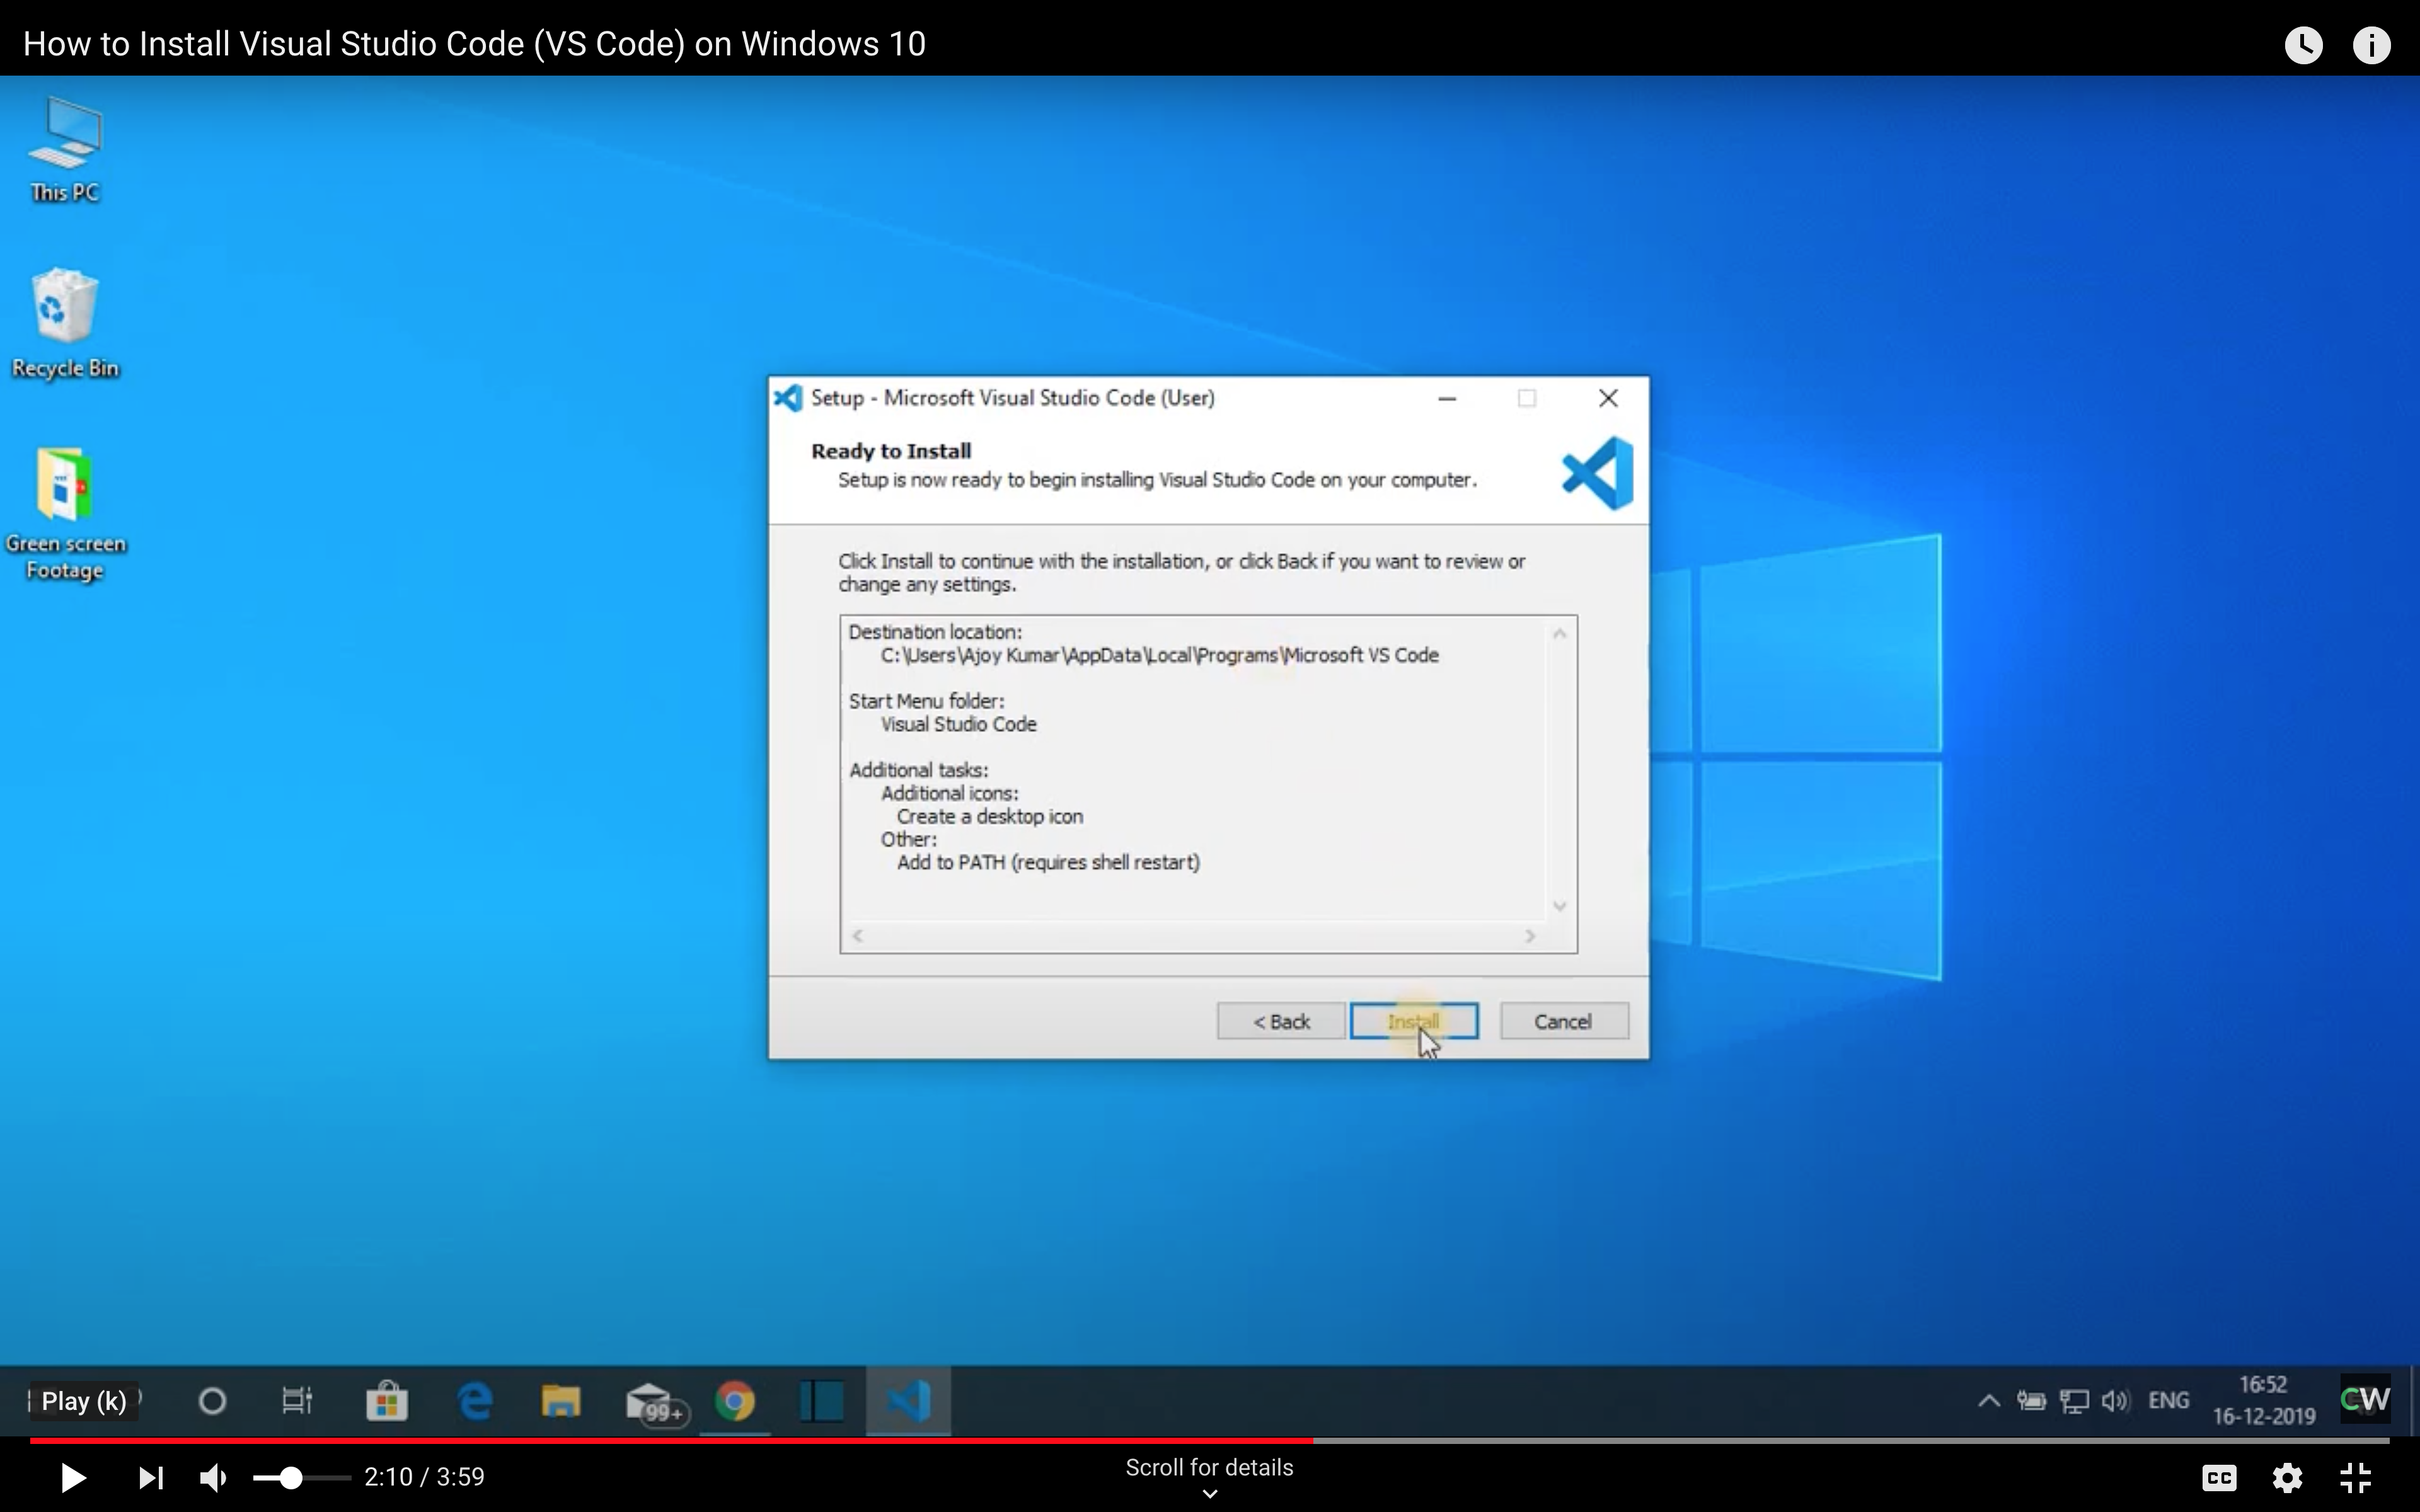 How to Install Visual Studio Code (VS Code) on Windows 10
This PC
Recycle Bin
Green screen
Footage
Setup - Microsoft Visual Studio Code (User)
Ready to Install
Setup is now ready to begin installing Visual Studio Code on your computer.
Click Install to continue with the installation, or click Back if you want to review or
change any settings.
Destination location:
C:\Users\Ajoy Kumar\AppData\Local\Programs\Microsoft VS Code
Start Menu folder:
Visual Studio Code
Additional tasks:
Additional icons:
Create a desktop icon
Other:
Add to PATH (requires shell restart)
< Back
Install
Cancel
Play (k)
99+
ENG
16:52
16-12-2019
CW
2:10 / 3:59
Scroll for details
CC